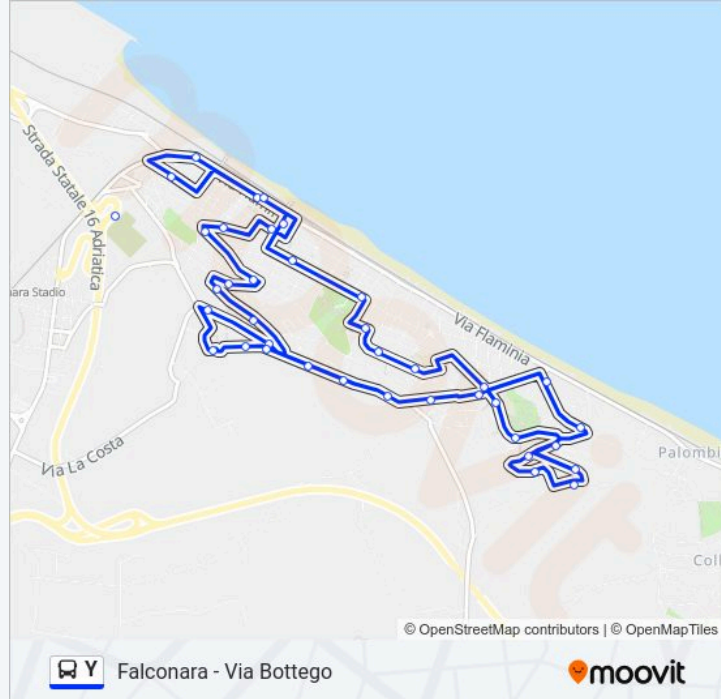 Strada Statale 16 Adriatica
ara Stadio
Via Flaminia
Via La Costa
Palombi
Coll
© OpenStreetMap contributors | © OpenMapTiles
Y Falconara - Via Bottego
moovit